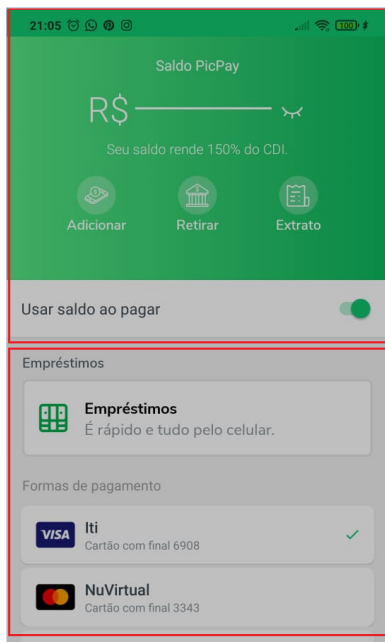 21:05
100
Saldo PicPay
R$
Seu saldo rende 150% do CDI.
Adicionar Retirar Extrato
Usar saldo ao pagar
Empréstimos
Empréstimos
É rápido e tudo pelo celular.
Formas de pagamento
VISA
Iti
Cartão com final 6908
NuVirtual
Cartão com final 3343